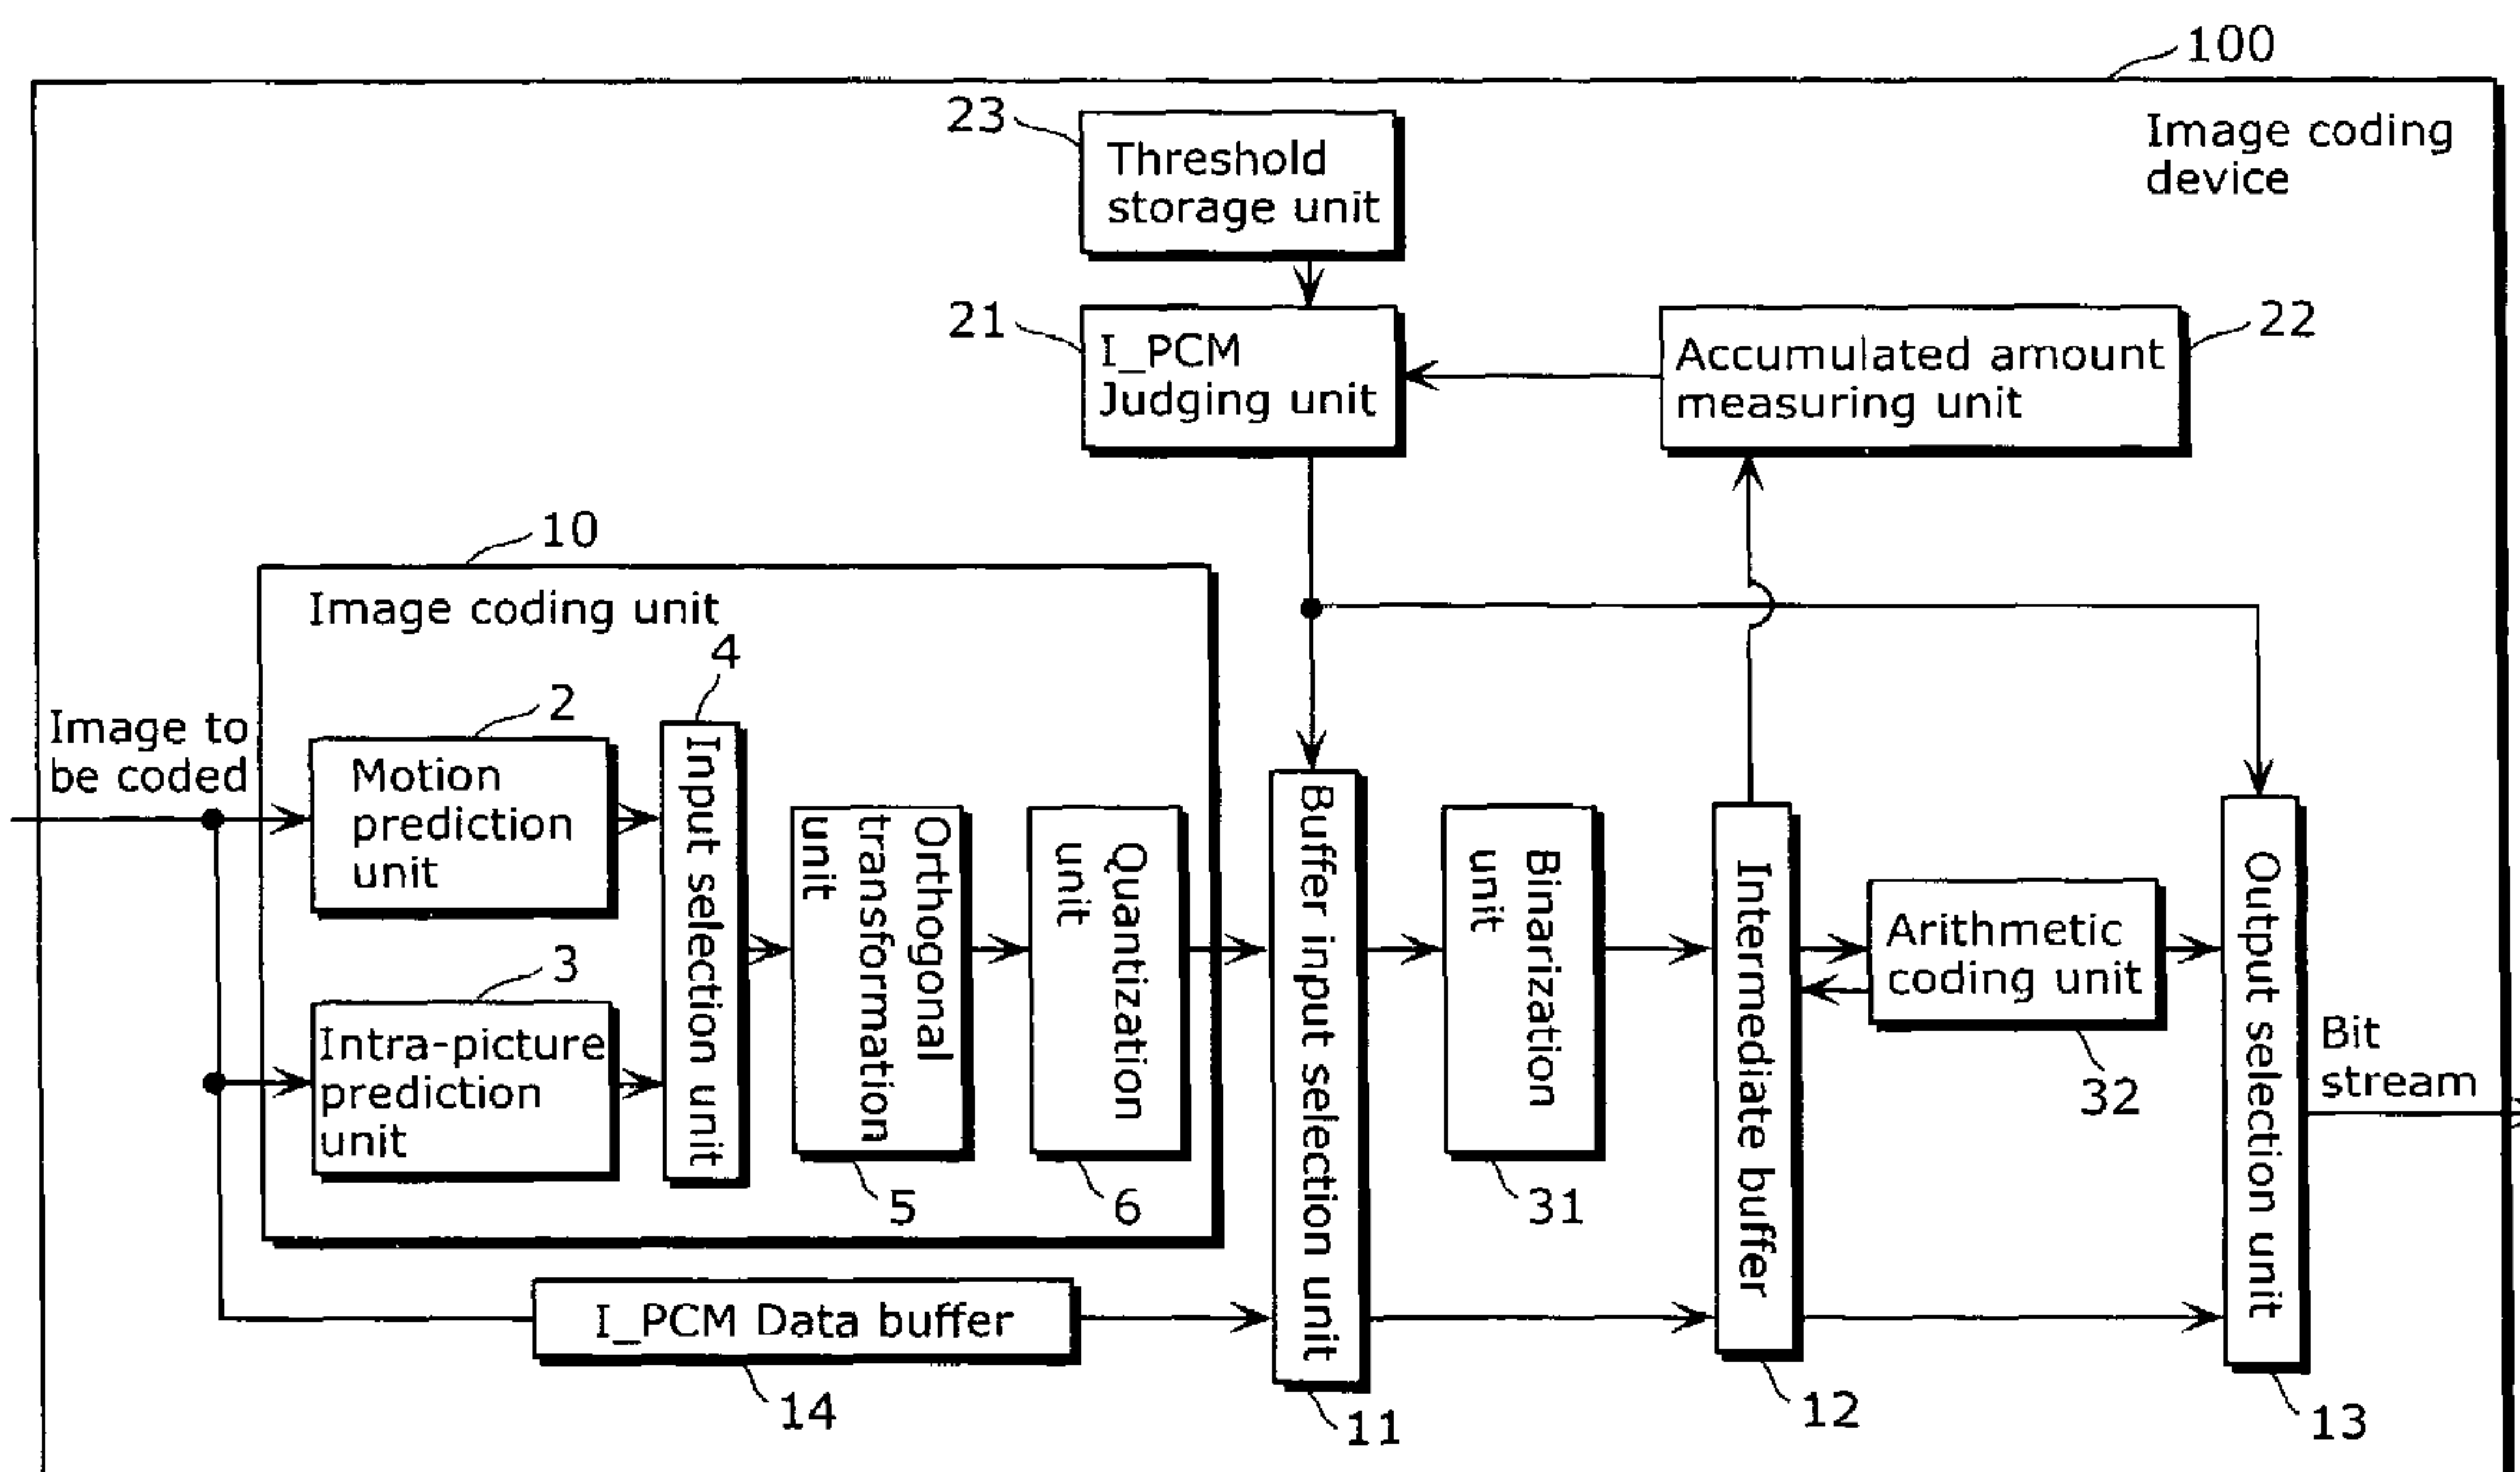 100
Image coding
device
23
Threshold
storage unit
21
I_PCM
Judging unit
22
Accumulated amount
measuring unit
10
Image coding unit
Image to
be coded
2
Motion
prediction
unit
3
Intra-picture
prediction
unit
4
Input selection unit
Orthogonal
transformation
unit
5
Quantization
unit
6
I_PCM Data buffer
14
Buffer input selection unit
11
Binarization
unit
31
Intermediate buffer
12
Arithmetic
coding unit
32
Output selection unit
13
Bit
stream